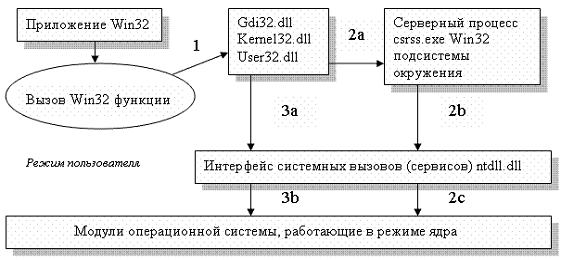 Приложение Win32
Вызов Win32 функции
1
Gdi32.dll
Kernel32.dll
User32.dll
2a
Серверный процесс
csrss.exe Win32
подсистемы
окружения
3a
2b
Режим пользователя
Интерфейс системных вызовов (сервисов) ntdll.dll
3b
2c
Модули операционной системы, работающие в режиме ядра